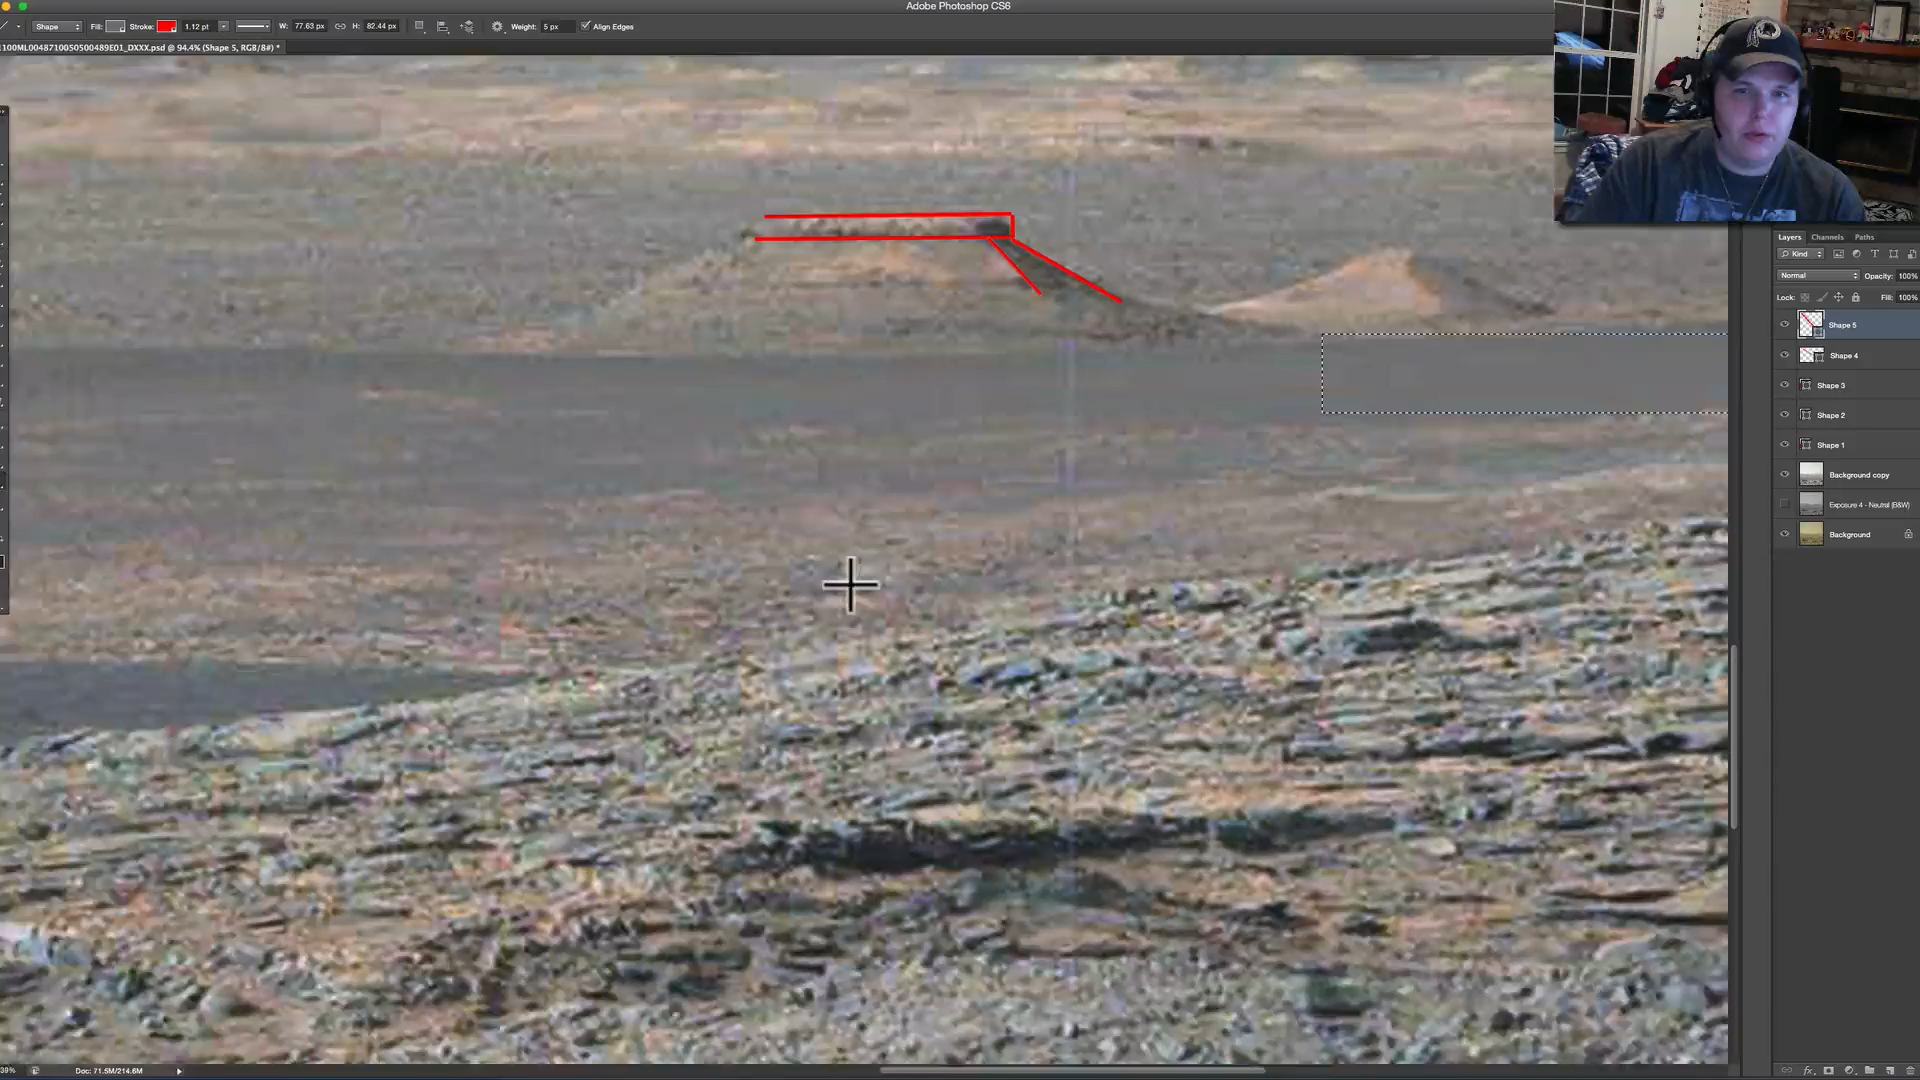 Adobe Photoshop CS6
Shape Fill: Stroke: 1.12 pt W: 77.63 px H: 82.44 px Weight: 5 px Align Edges
1100ML0048710050500489E01_DXXX.psd @ 94.4% (Shape 5, RGB/8#) *
Layers Channels Paths
Kind
Normal Opacity: 100%
Lock: Fill: 100%
Shape 5
Shape 4
Shape 3
Shape 2
Shape 1
Background copy
Exposure 4 - Neutral (B&W)
Background
39% Doc: 71.5M/214.6M
fx